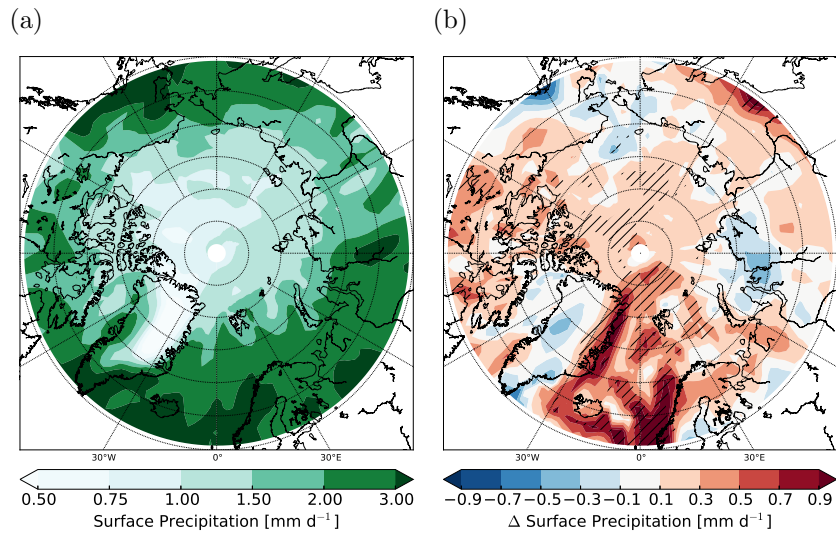 (a)
(b)
30°W 0° 30°E
30°W 0° 30°E
0.50 0.75 1.00 1.50 2.00 3.00
Surface Precipitation [mm d⁻¹]
−0.9 −0.7 −0.5 −0.3 −0.1 0.1 0.3 0.5 0.7 0.9
Δ Surface Precipitation [mm d⁻¹]